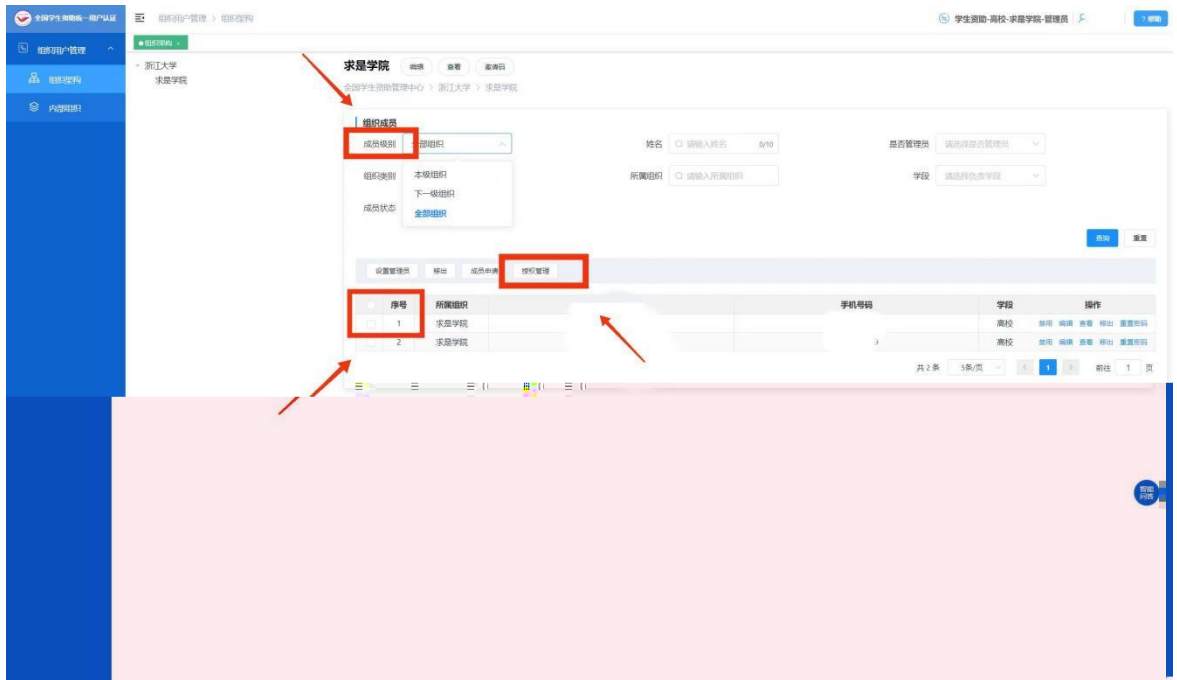 全国学生资助统一用户认证
组织用户管理 > 组织架构
学生资助-高校-求是学院-管理员
? 帮助
组织用户管理
组织架构
内部组织
组织架构
浙江大学
求是学院
求是学院 编辑 查看 邀请码
全国学生资助管理中心 > 浙江大学 > 求是学院
组织成员
成员级别 全部组织
姓名 请输入姓名 0/10
是否管理员 请选择是否管理员
组织类别
本级组织
下一级组织
全部组织
所属组织 请输入所属组织
学段 请选择负责学段
成员状态
查询 重置
设置管理员 移出 成员申请 授权管理
序号 所属组织 手机号码 学段 操作
1 求是学院 高校 禁用 编辑 查看 移出 重置密码
2 求是学院 高校 禁用 编辑 查看 移出 重置密码
共 2 条 5条/页 1 前往 1 页
智能
问答